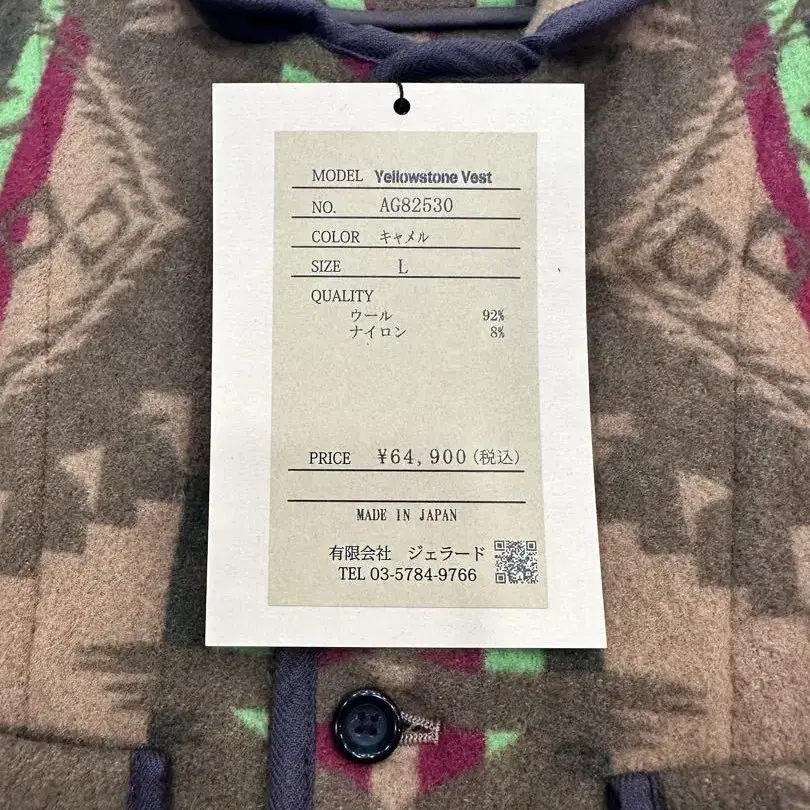 MODEL Yellowstone Vest
NO. AG82530
COLOR キャメル
SIZE L
QUALITY
ウール 92%
ナイロン 8%
PRICE ¥64,900(税込)
MADE IN JAPAN
有限会社 ジェラード
TEL 03-5784-9766